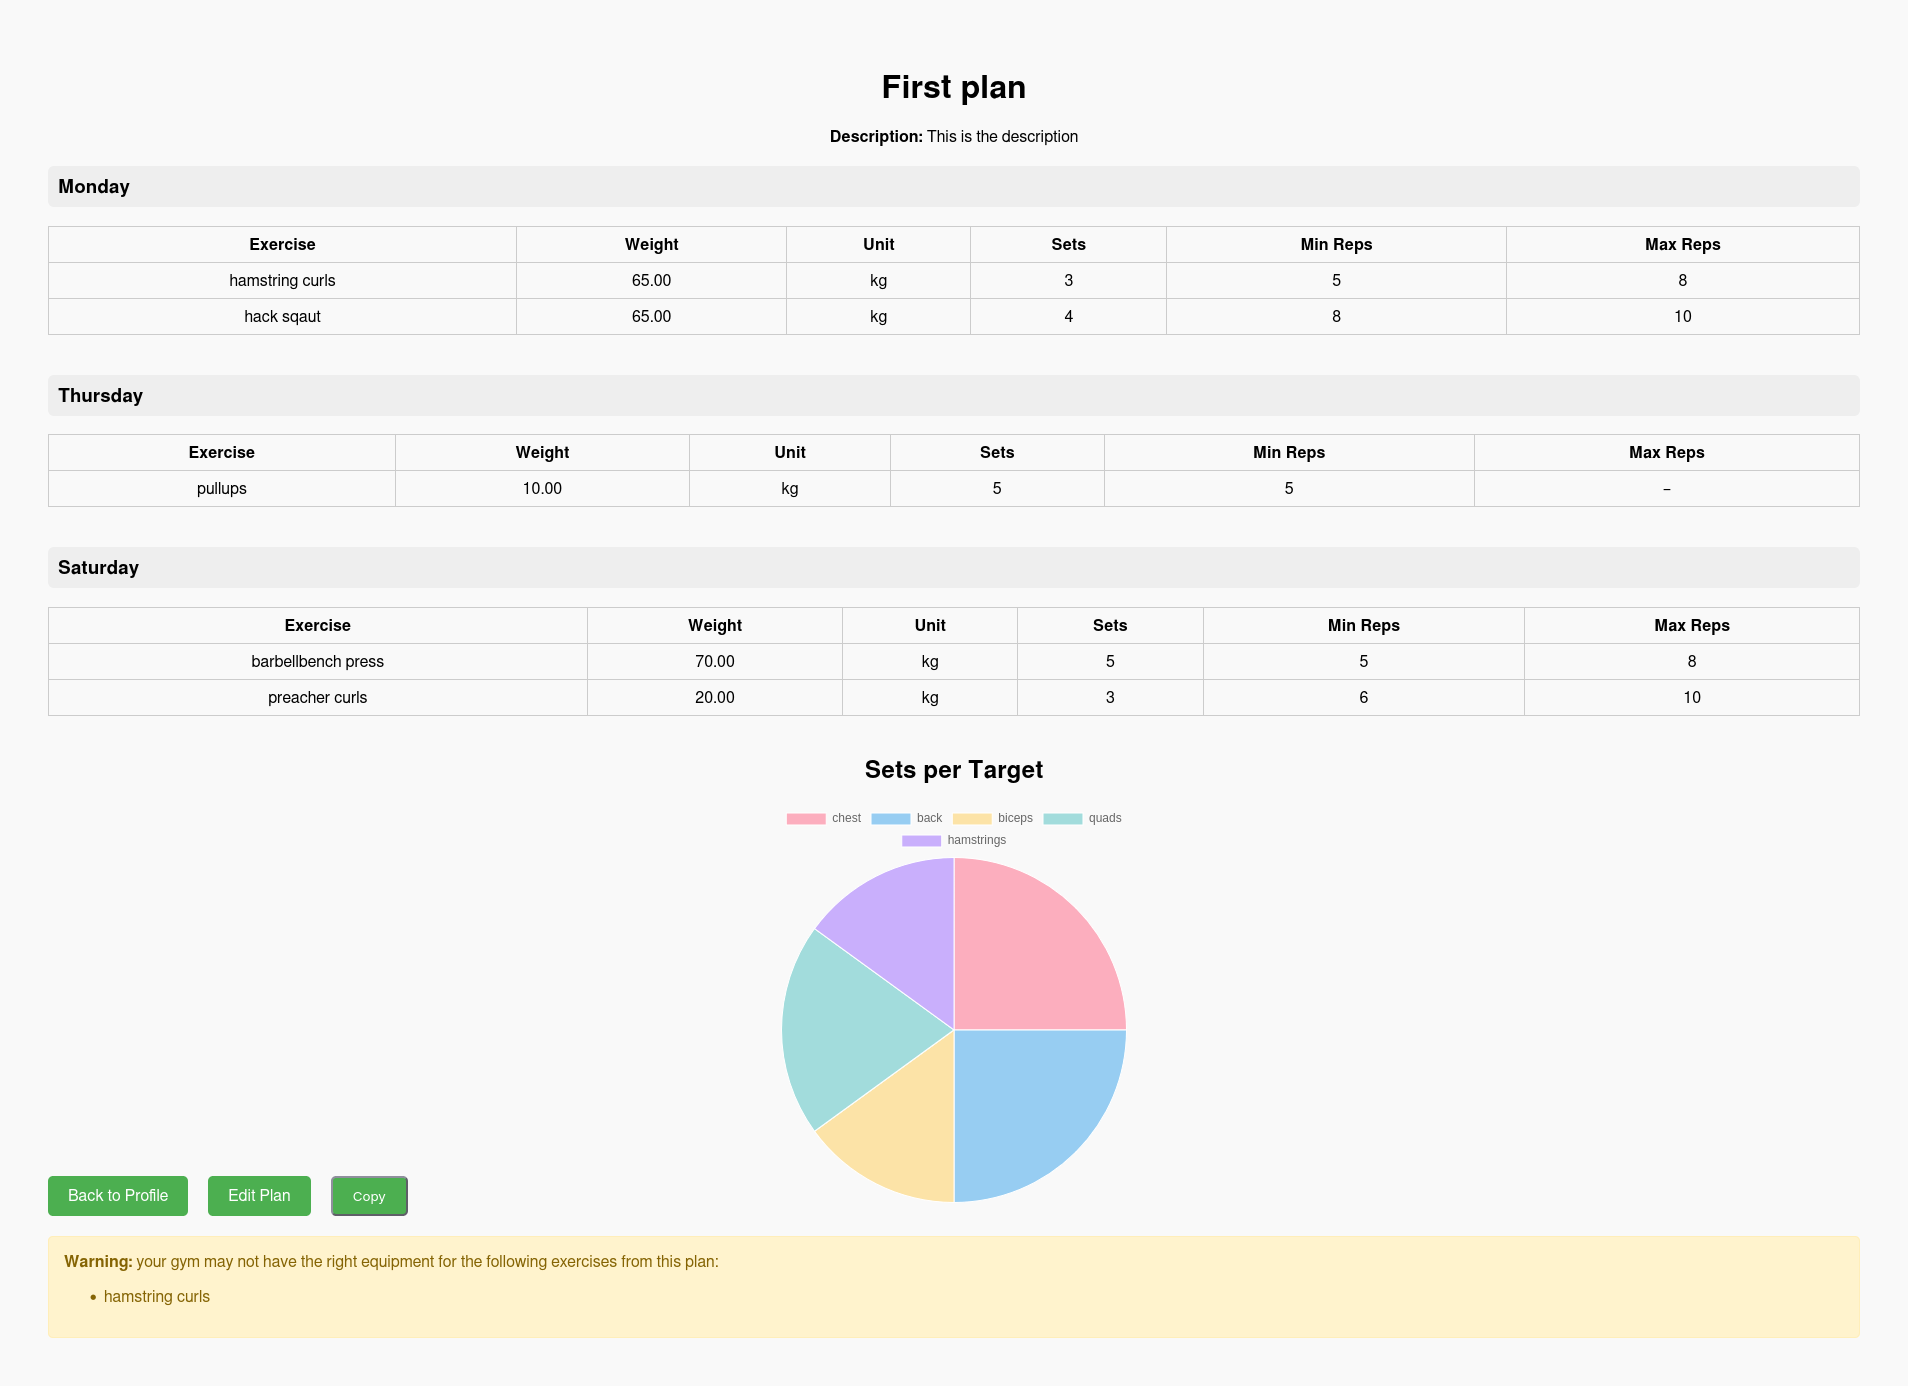 First plan
Description: This is the description
Monday
Exercise Weight Unit Sets Min Reps Max Reps
hamstring curls 65.00 kg 3 5 8
hack sqaut 65.00 kg 4 8 10
Thursday
Exercise Weight Unit Sets Min Reps Max Reps
pullups 10.00 kg 5 5 –
Saturday
Exercise Weight Unit Sets Min Reps Max Reps
barbellbench press 70.00 kg 5 5 8
preacher curls 20.00 kg 3 6 10
Sets per Target
chest back biceps quads
hamstrings
Back to Profile Edit Plan Copy
Warning: your gym may not have the right equipment for the following exercises from this plan:
• hamstring curls